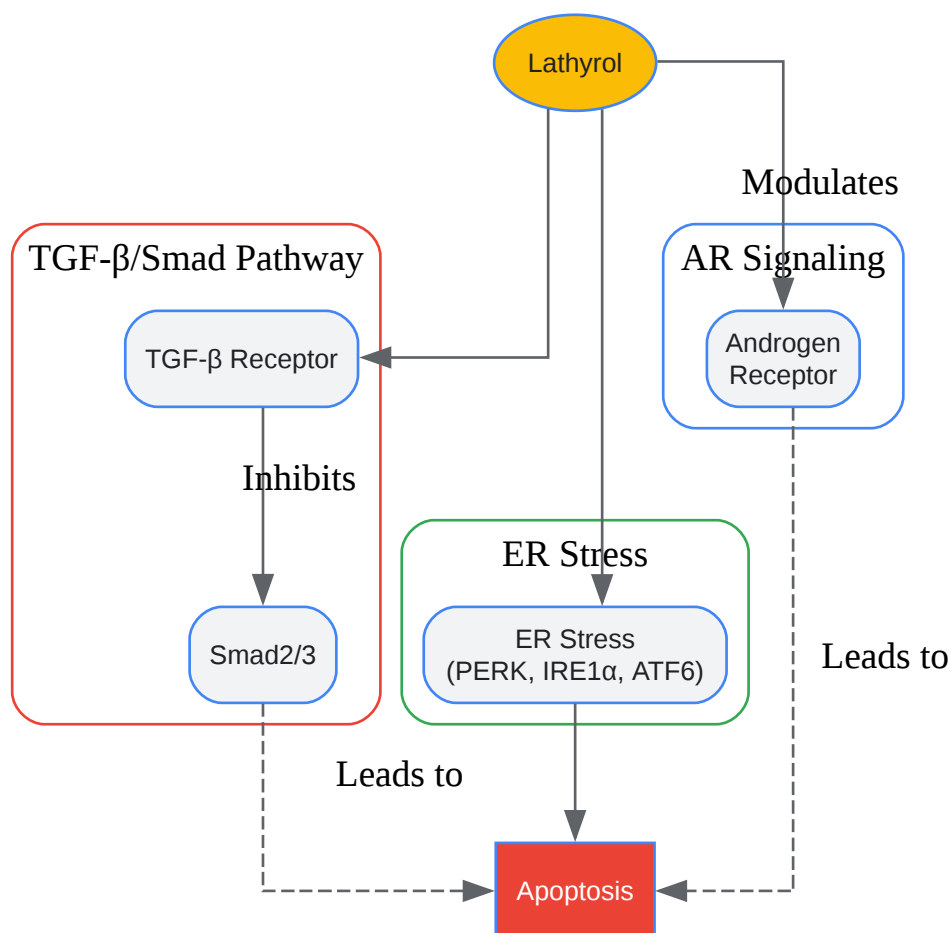 Lathyrol
Modulates
TGF-β/Smad Pathway
AR Signaling
TGF-β Receptor
Androgen
Receptor
Inhibits
ER Stress
Smad2/3
ER Stress
(PERK, IRE1α, ATF6)
Leads to
Leads to
Apoptosis